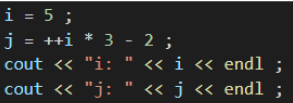 i = 5 ;
j = ++i * 3 - 2 ;
cout << "i: " << i << endl ;
cout << "j: " << j << endl ;